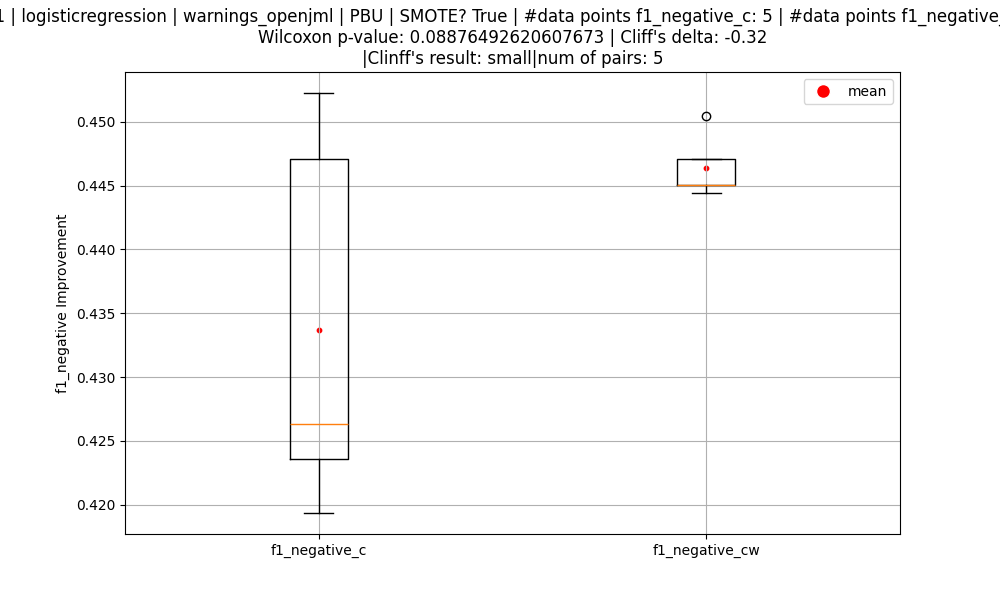 | logisticregression | warnings_openjml | PBU | SMOTE? True | #data points f1_negative_c: 5 | #data points f1_negative_
Wilcoxon p-value: 0.08876492620607673 | Cliff's delta: -0.32
|Clinff's result: small|num of pairs: 5
mean
0.450
0.445
0.440
0.435
0.430
0.425
0.420
f1_negative Improvement
f1_negative_c
f1_negative_cw